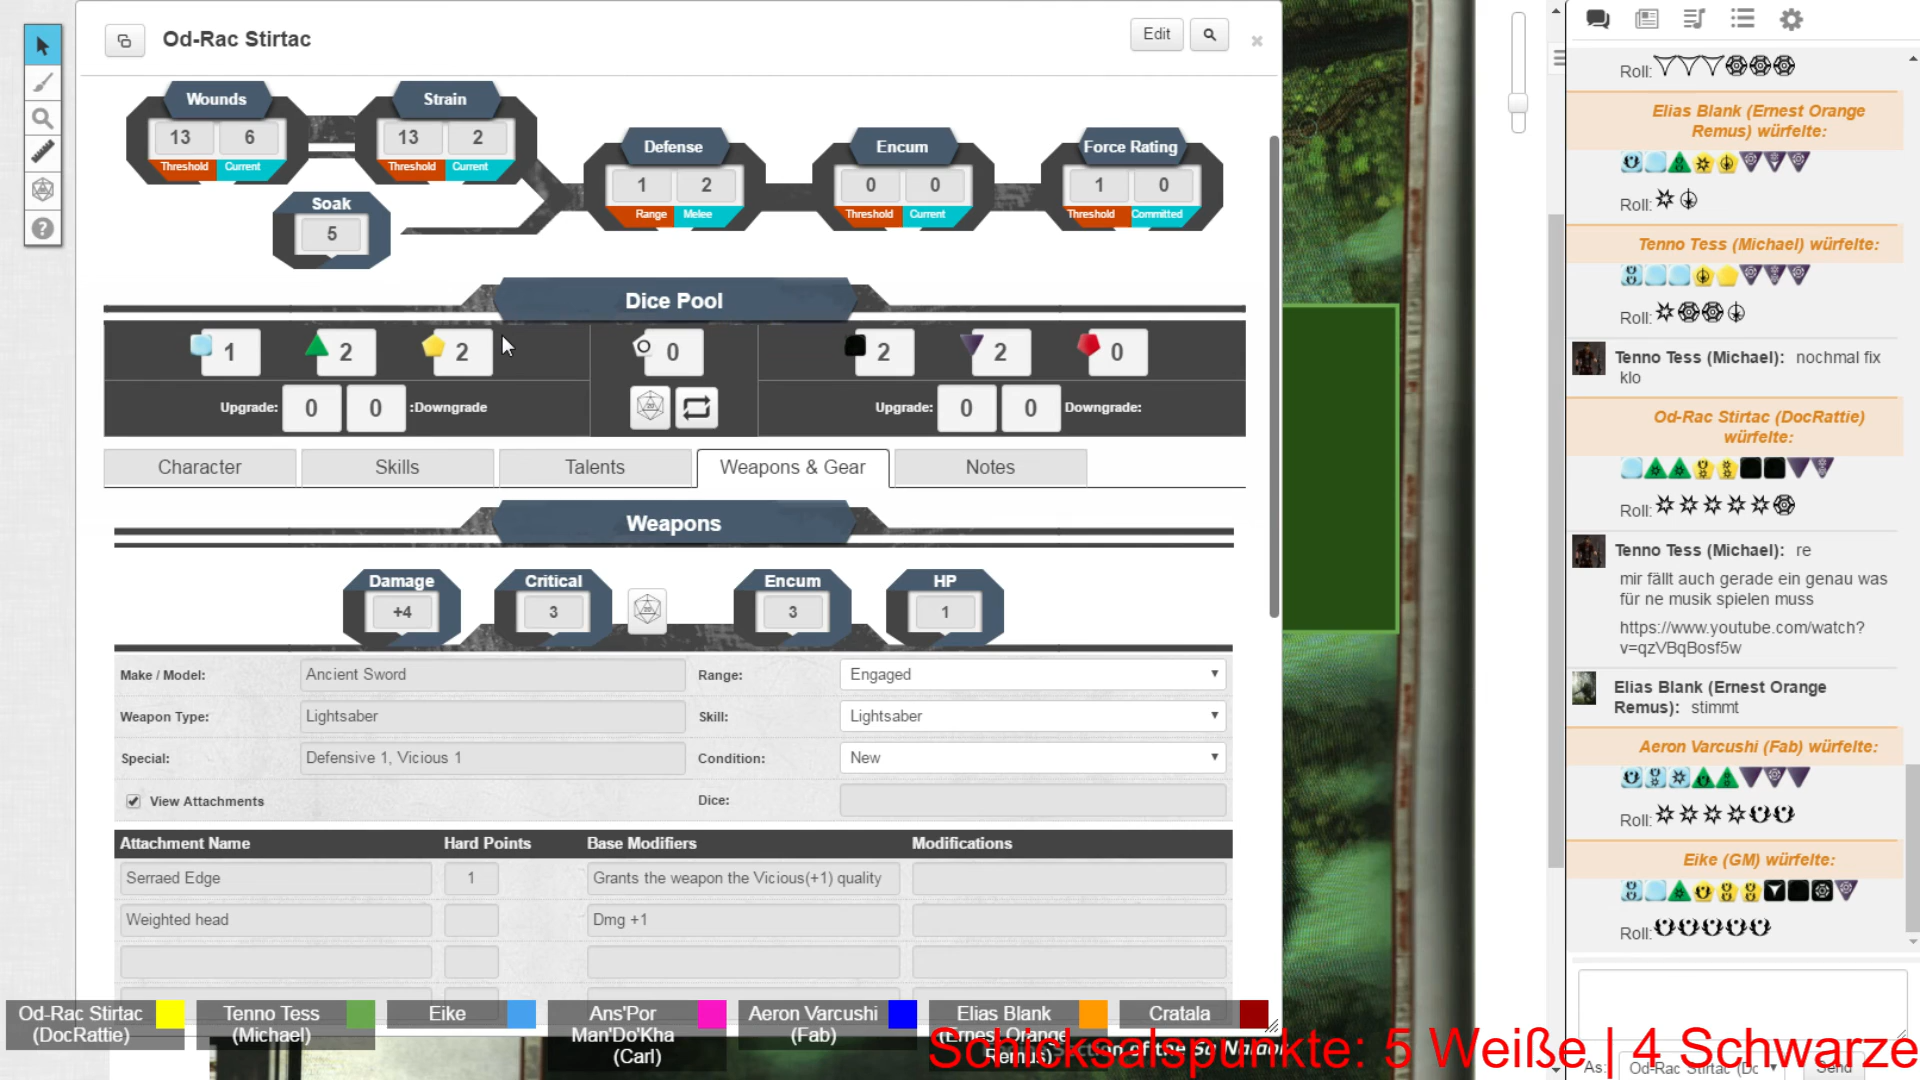 Od-Rac Stirtac
Edit
Wounds
13 6
Threshold Current
Strain
13 2
Threshold Current
Soak
5
Defense
1 2
Range Melee
Encum
0 0
Threshold Current
Force Rating
1 0
Threshold Committed
Dice Pool
1 2 2 0 2 2 0
Upgrade: 0 0 :Downgrade
Upgrade: 0 0 Downgrade:
Character Skills Talents Weapons & Gear Notes
Weapons
Damage Critical Encum HP
+4 3 3 1
Make / Model: Ancient Sword Range: Engaged
Weapon Type: Lightsaber Skill: Lightsaber
Special: Defensive 1, Vicious 1 Condition: New
View Attachments Dice:
Attachment Name Hard Points Base Modifiers Modifications
Serraed Edge 1 Grants the weapon the Vicious(+1) quality
Weighted head Dmg +1
Od-Rac Stirtac
(DocRattie)
Tenno Tess
(Michael)
Eike
Ans'Por
Man'Do'Kha
(Carl)
Aeron Varcushi
(Fab)
Elias Blank
(Ernest Orange
Remus)
Cratala
Schicksalspunkte: 5 Weiße | 4 Schwarze
Roll:
Elias Blank (Ernest Orange
Remus) würfelte:
Roll:
Tenno Tess (Michael) würfelte:
Roll:
Tenno Tess (Michael): nochmal fix
klo
Od-Rac Stirtac (DocRattie)
würfelte:
Roll:
Tenno Tess (Michael): re
mir fällt auch gerade ein genau was
für ne musik spielen muss
https://www.youtube.com/watch?
v=qzVBqBosf5w
Elias Blank (Ernest Orange
Remus): stimmt
Aeron Varcushi (Fab) würfelte:
Roll:
Eike (GM) würfelte:
Roll:
As: Od-Rac Stirtac (Dc Send